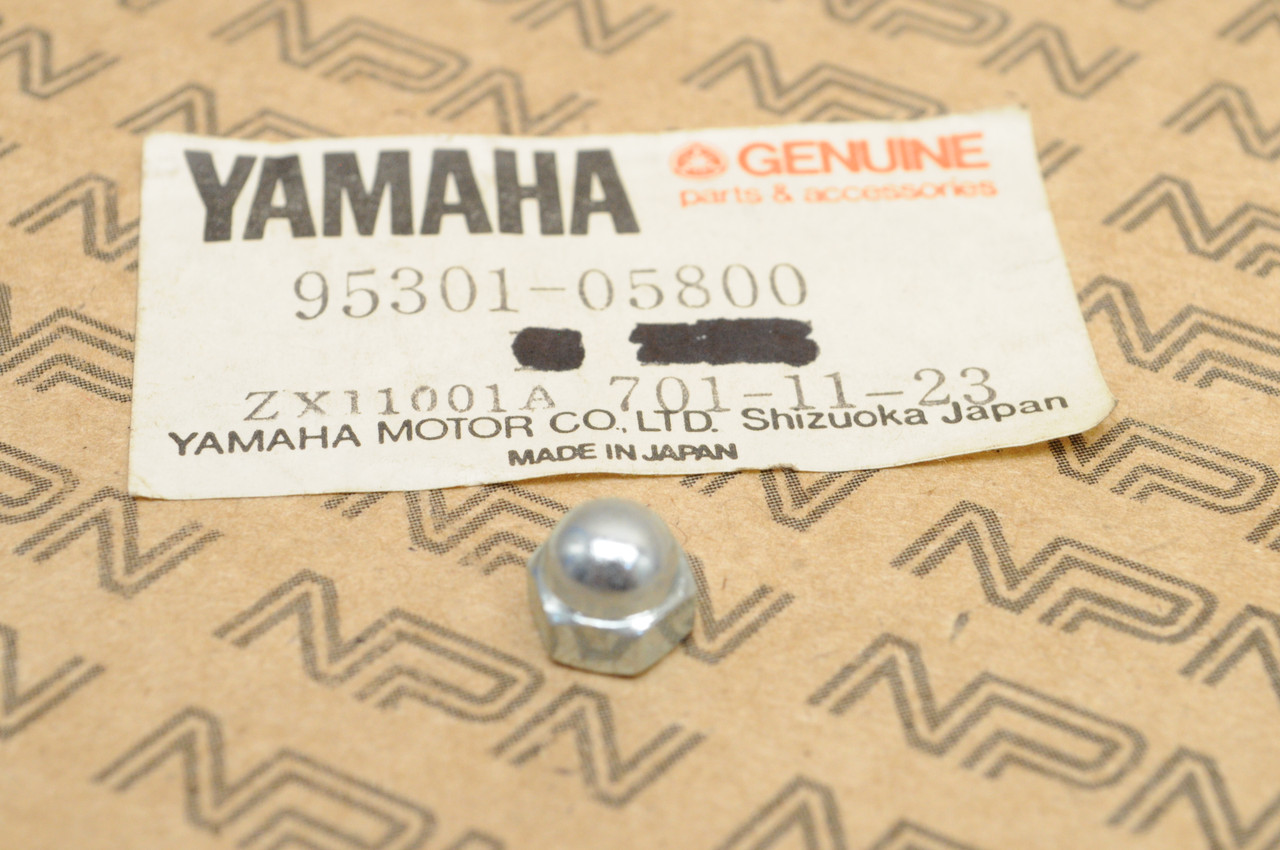 YAMAHA GENUINE
parts & accessories
95301-05800
ZX11001A 701-11-23
YAMAHA MOTOR CO., LTD. Shizuoka Japan
MADE IN JAPAN